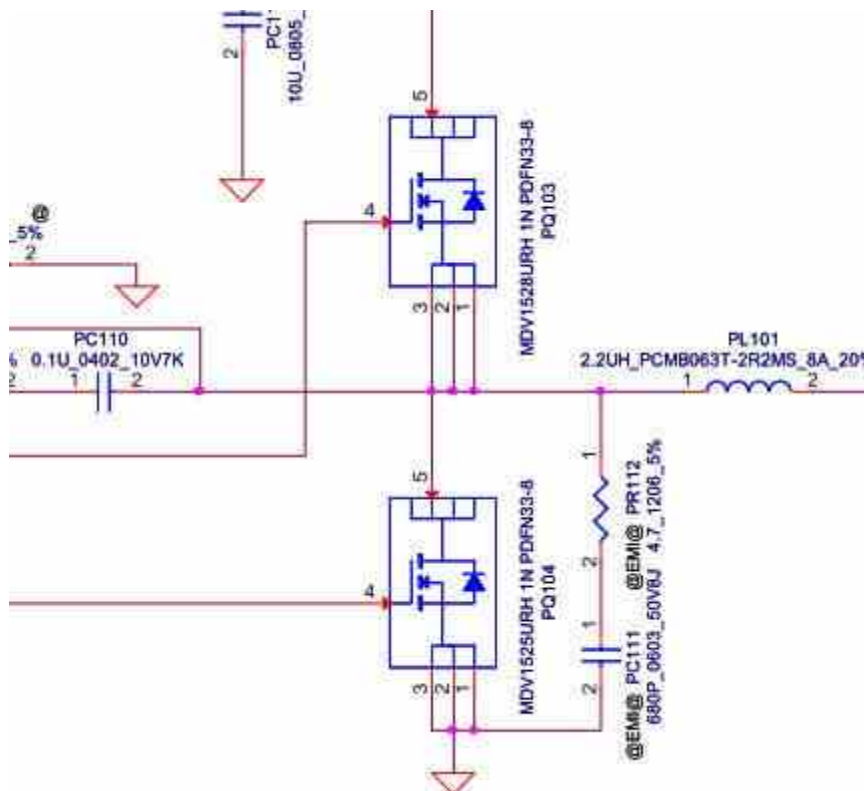 2
PC11
10U_0805_
5
4
3
2
1
MDV1528URH 1N PDFN33-8
PQ103
@
_5%
2
PC110
% 0.1U_0402_10V7K
2
1
2
PL101
2.2UH_PCMB063T-2R2MS_8A_20%
1
2
5
4
3
2
1
MDV1525URH 1N PDFN33-8
PQ104
1
2
@EMI@ PR112
4.7_1206_5%
1
2
@EMI@ PC111
680P_0603_50V8J